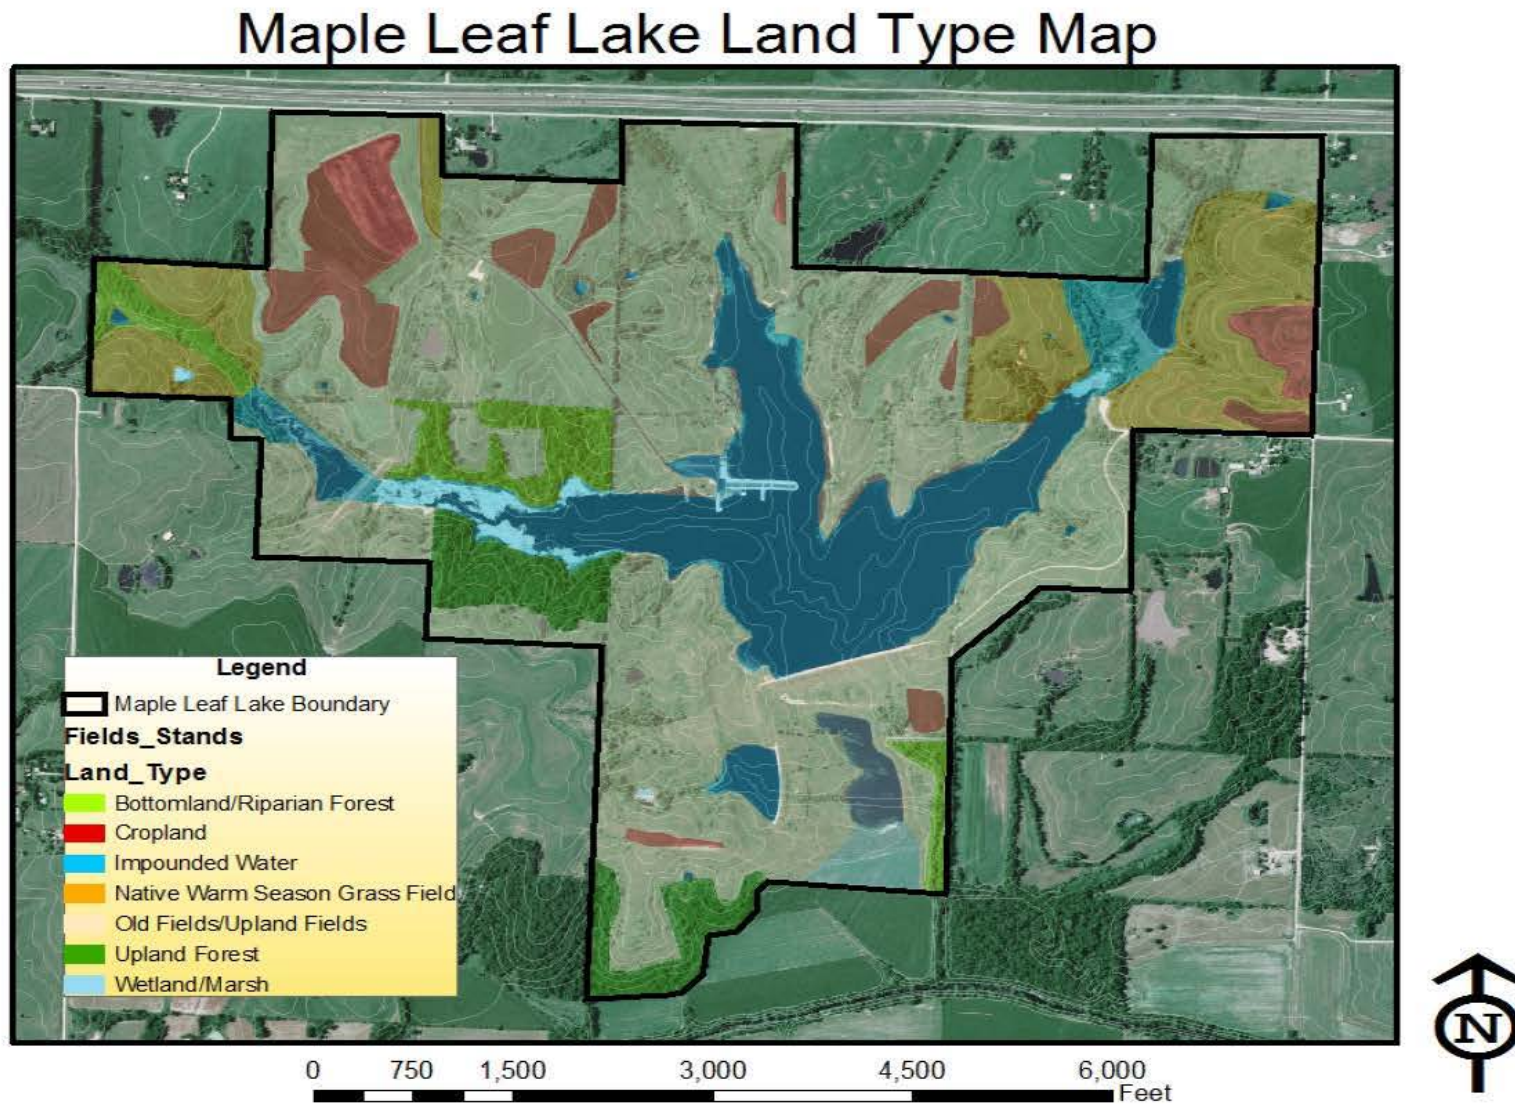 Maple Leaf Lake Land Type Map
Legend
Maple Leaf Lake Boundary
Fields_Stands
Land_Type
Bottomland/Riparian Forest
Cropland
Impounded Water
Native Warm Season Grass Field
Old Fields/Upland Fields
Upland Forest
Wetland/Marsh
N
0 750 1,500 3,000 4,500 6,000
Feet